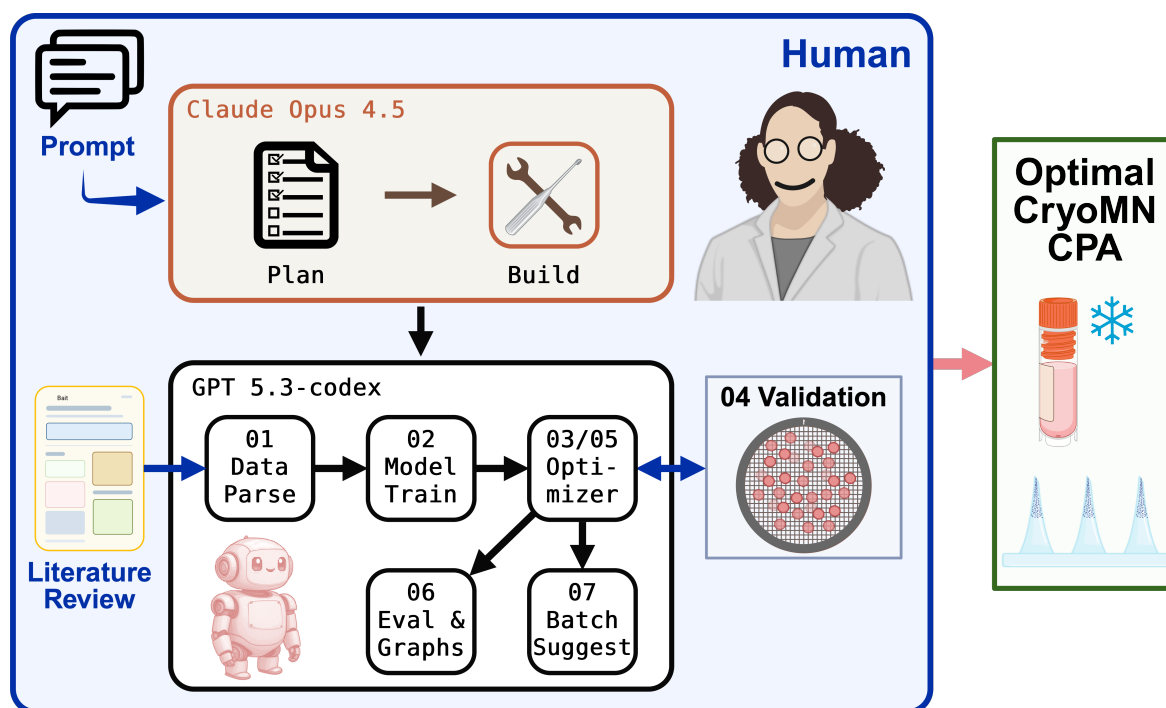 Human
Prompt
Claude Opus 4.5
Plan
Build
Optimal
CryoMN
CPA
GPT 5.3-codex
04 Validation
Bait
01
Data
Parse
02
Model
Train
03/05
Opti-
mizer
Literature
Review
06
Eval &
Graphs
07
Batch
Suggest